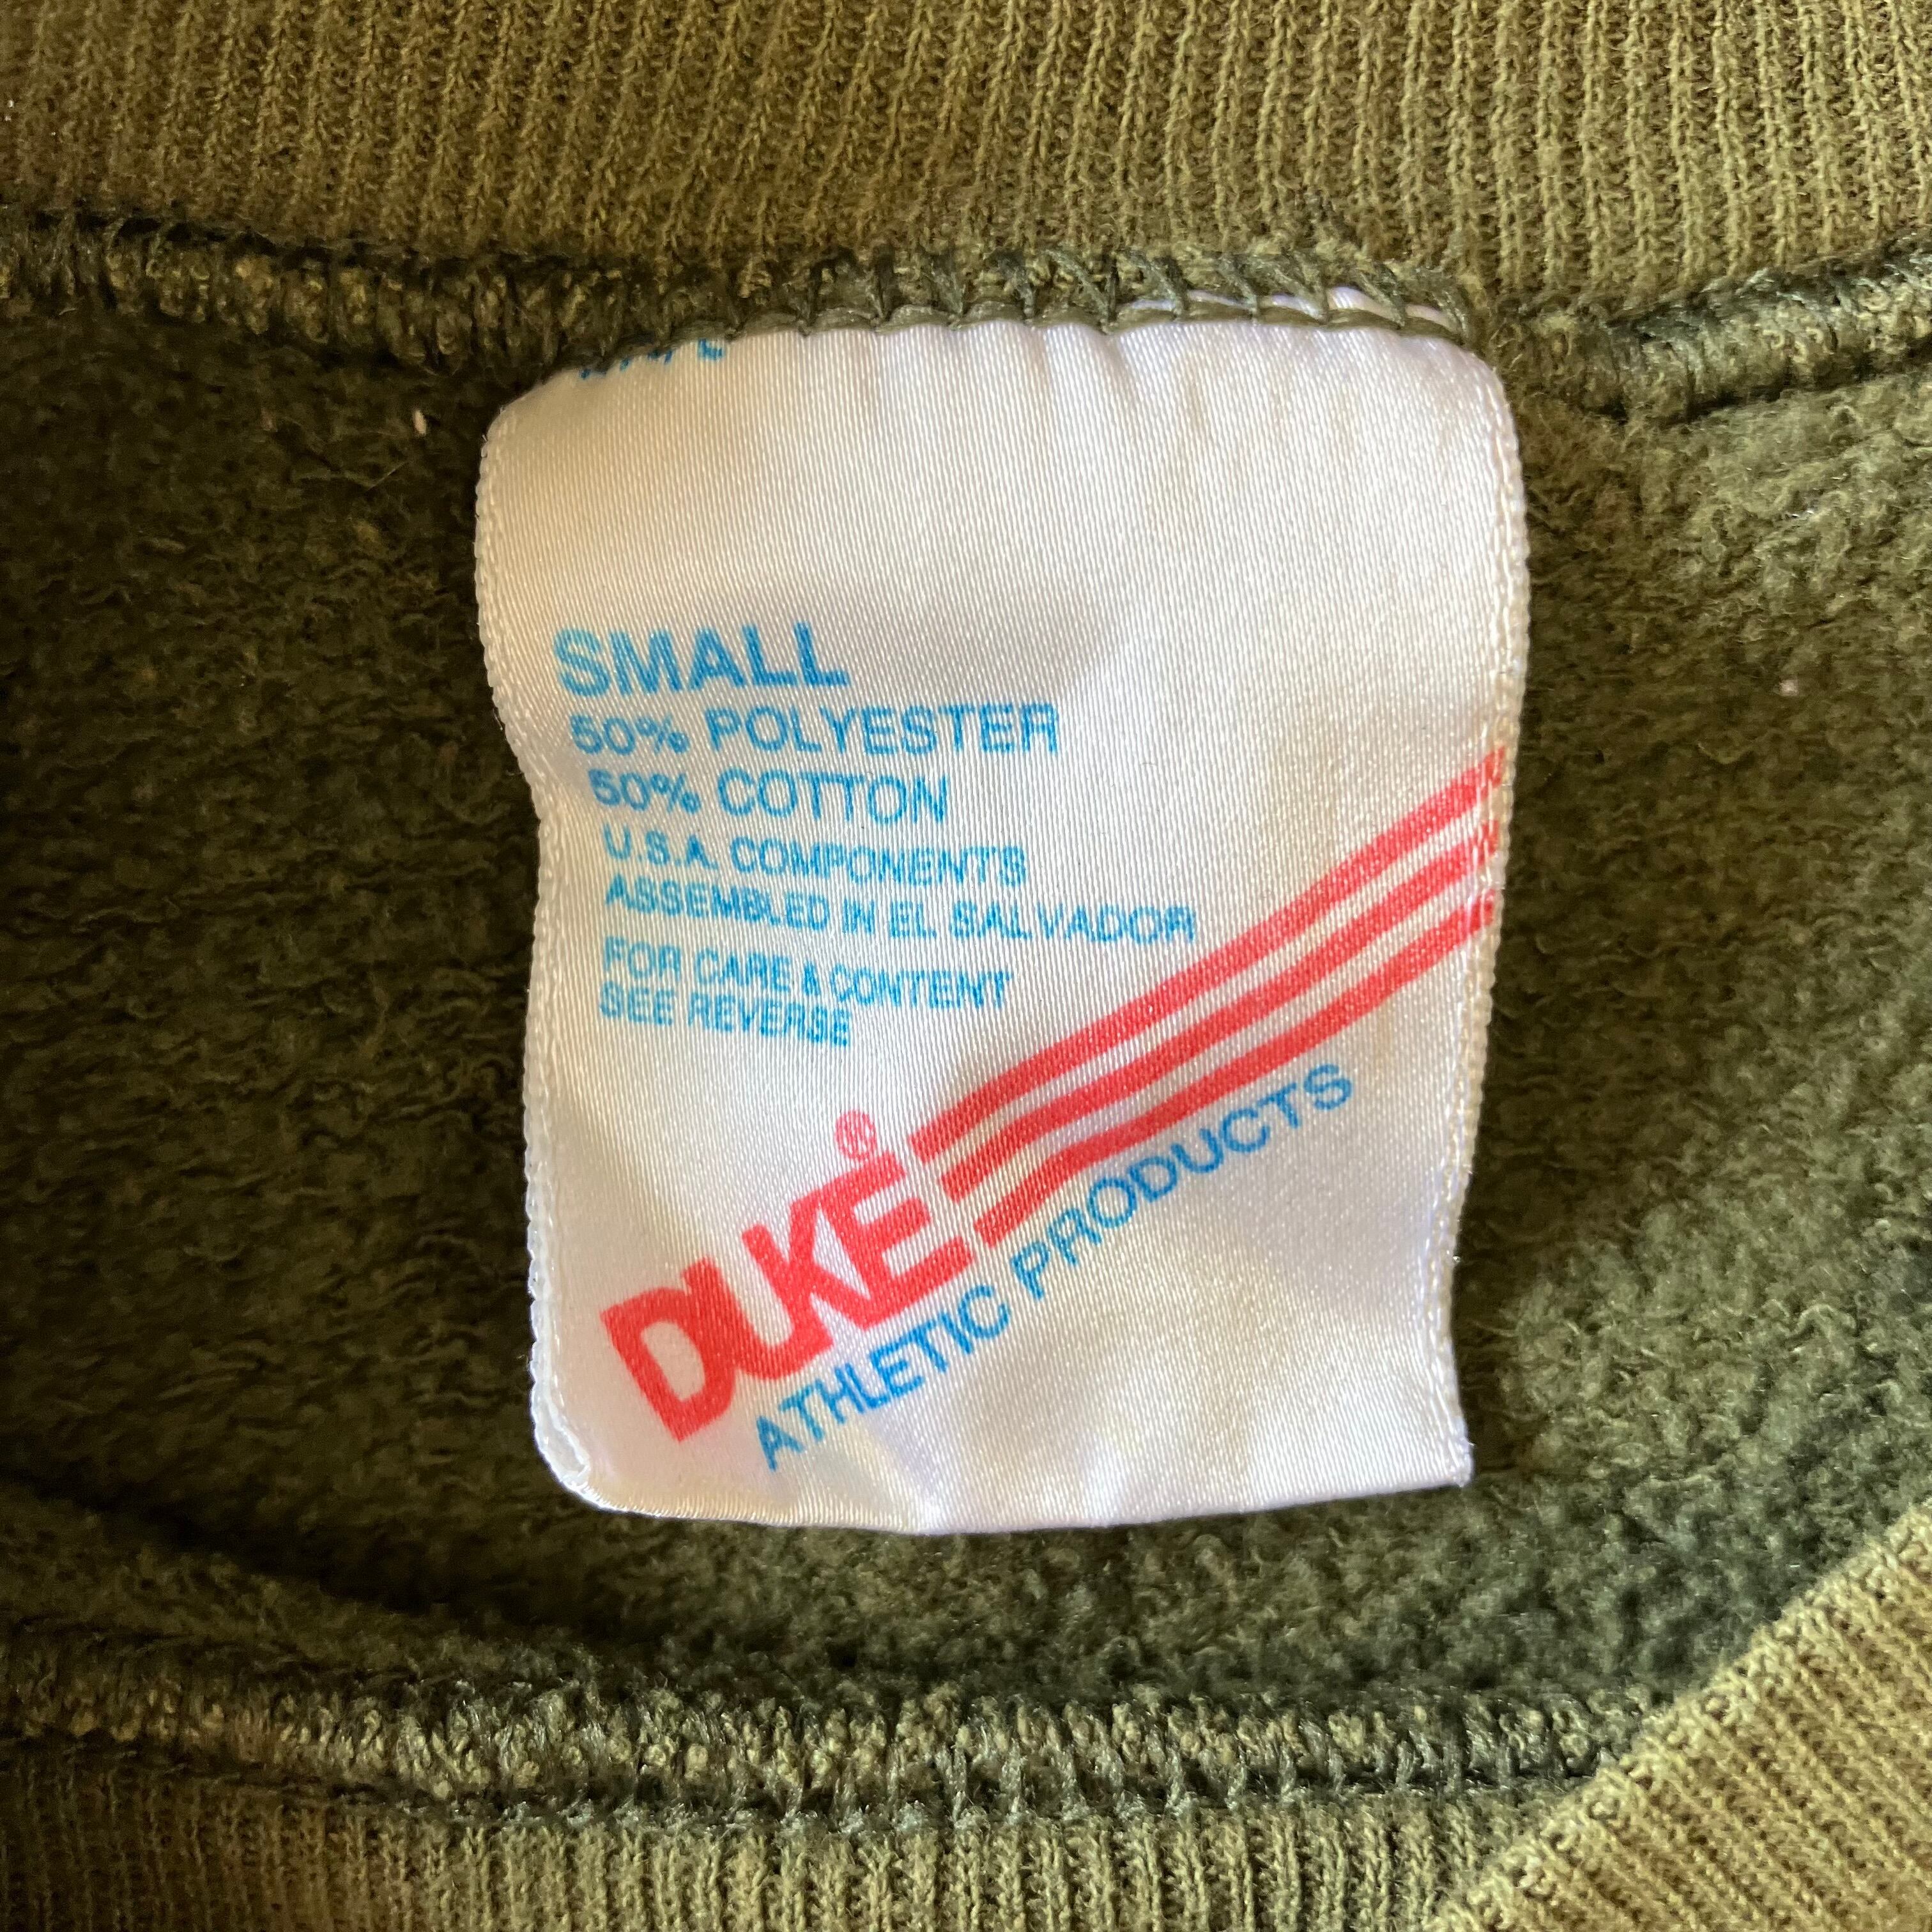 SMALL
50% POLYESTER
50% COTTON
U.S.A. COMPONENTS
ASSEMBLED IN EL SALVADOR
FOR CARE & CONTENT
SEE REVERSE
DUKE®
ATHLETIC PRODUCTS